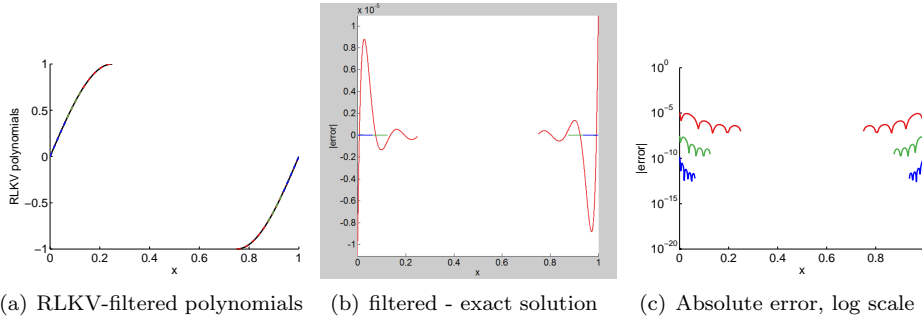 RLKV polynomials
1
0.5
0
−0.5
−1
0 0.2 0.4 0.6 0.8 1
x
x 10^-5
|error|
1
0.8
0.6
0.4
0.2
0
-0.2
-0.4
-0.6
-0.8
-1
0 0.2 0.4 0.6 0.8 1
x
|error|
10^0
10^−5
10^−10
10^−15
10^−20
0 0.2 0.4 0.6 0.8 1
x
(a) RLKV-filtered polynomials
(b) filtered - exact solution
(c) Absolute error, log scale